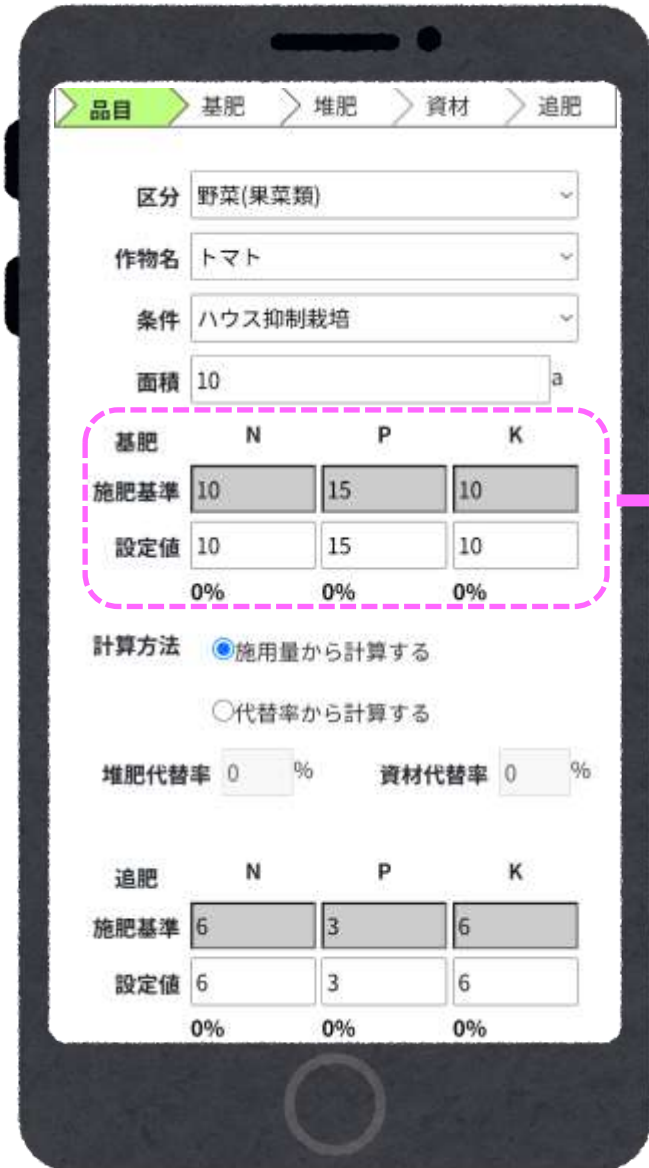 品目 基肥 堆肥 資材 追肥
区分 野菜(果菜類)
作物名 トマト
条件 ハウス抑制栽培
面積 10 a
基肥 N P K
施肥基準 10 15 10
設定値 10 15 10
0% 0% 0%
計算方法 施用量から計算する
代替率から計算する
堆肥代替率 0 % 資材代替率 0 %
追肥 N P K
施肥基準 6 3 6
設定値 6 3 6
0% 0% 0%